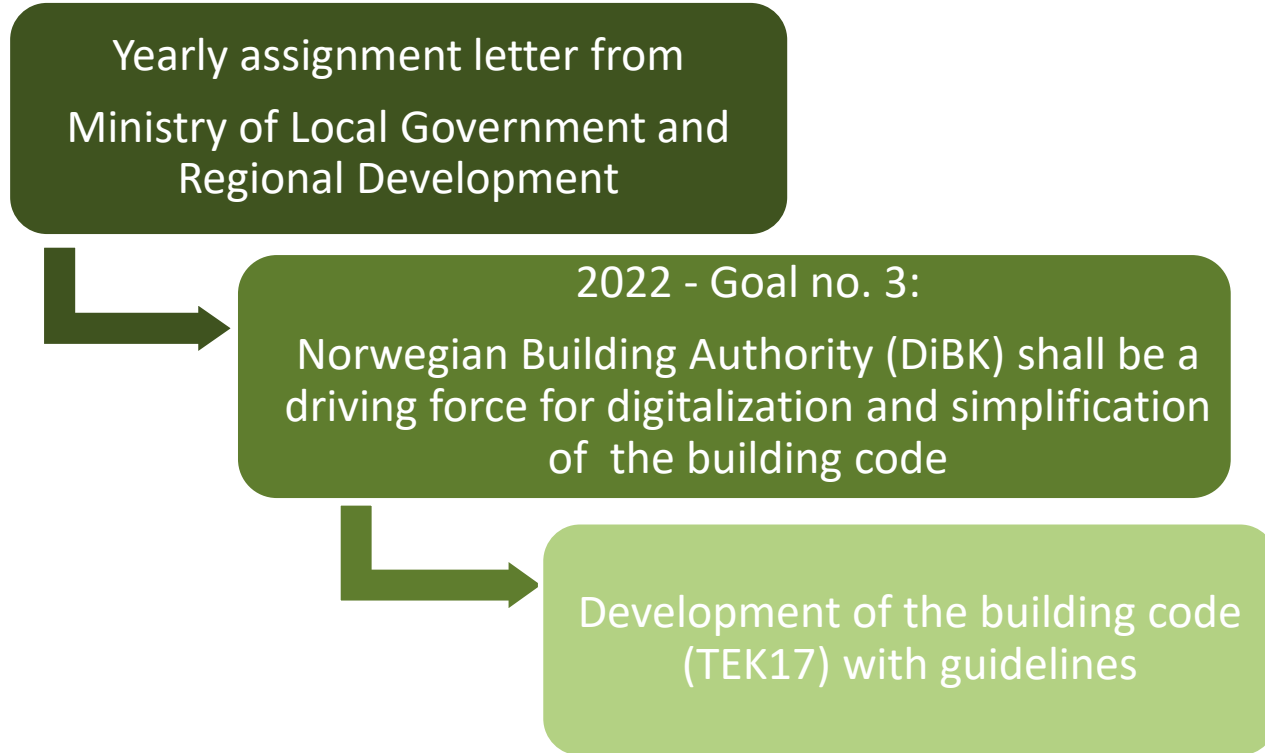 Yearly assignment letter from
Ministry of Local Government and
Regional Development
2022 - Goal no. 3:
Norwegian Building Authority (DiBK) shall be a
driving force for digitalization and simplification
of  the building code
Development of the building code
(TEK17) with guidelines